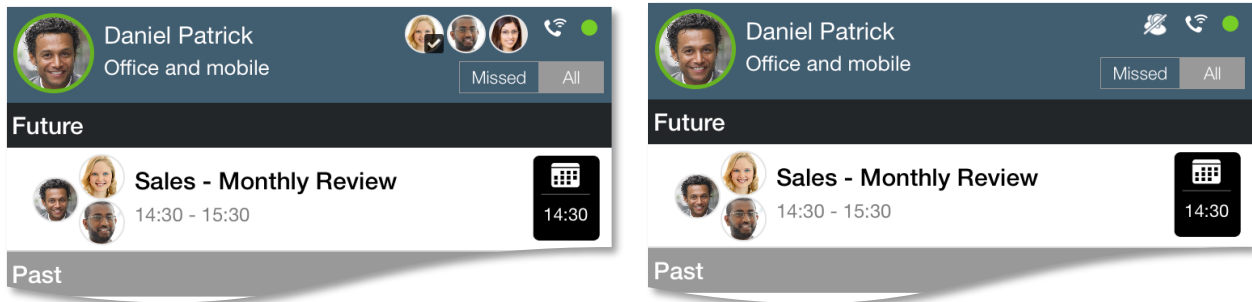 Daniel Patrick
Office and mobile
Missed All
Future
Sales - Monthly Review
14:30 - 15:30
14:30
Past
Daniel Patrick
Office and mobile
Missed All
Future
Sales - Monthly Review
14:30 - 15:30
14:30
Past